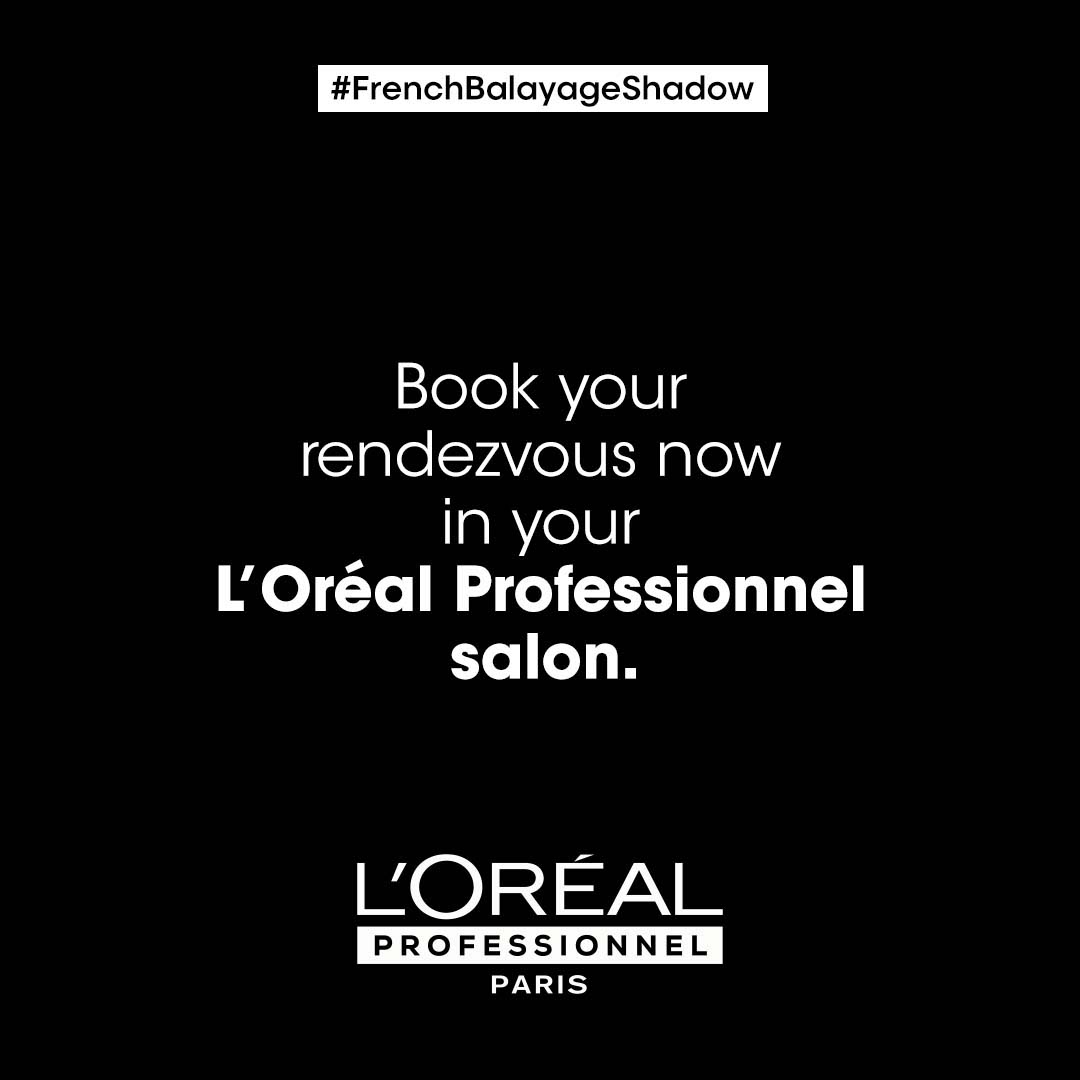 #FrenchBalayageShadow
Book your
rendezvous now
in your
L’Oréal Professionnel
salon.
L’ORÉAL
PROFESSIONNEL
PARIS